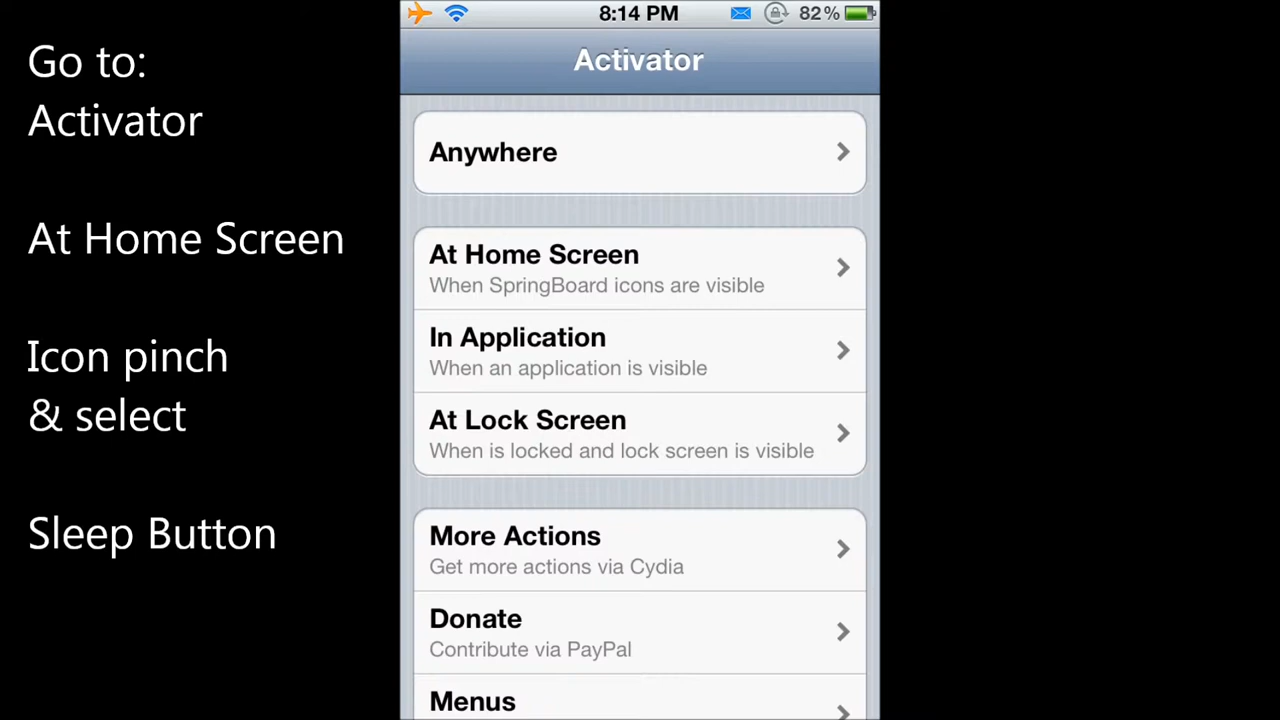 Go to:
Activator
At Home Screen
Icon pinch
& select
Sleep Button
8:14 PM
82%
Activator
Anywhere
At Home Screen
When SpringBoard icons are visible
In Application
When an application is visible
At Lock Screen
When is locked and lock screen is visible
More Actions
Get more actions via Cydia
Donate
Contribute via PayPal
Menus